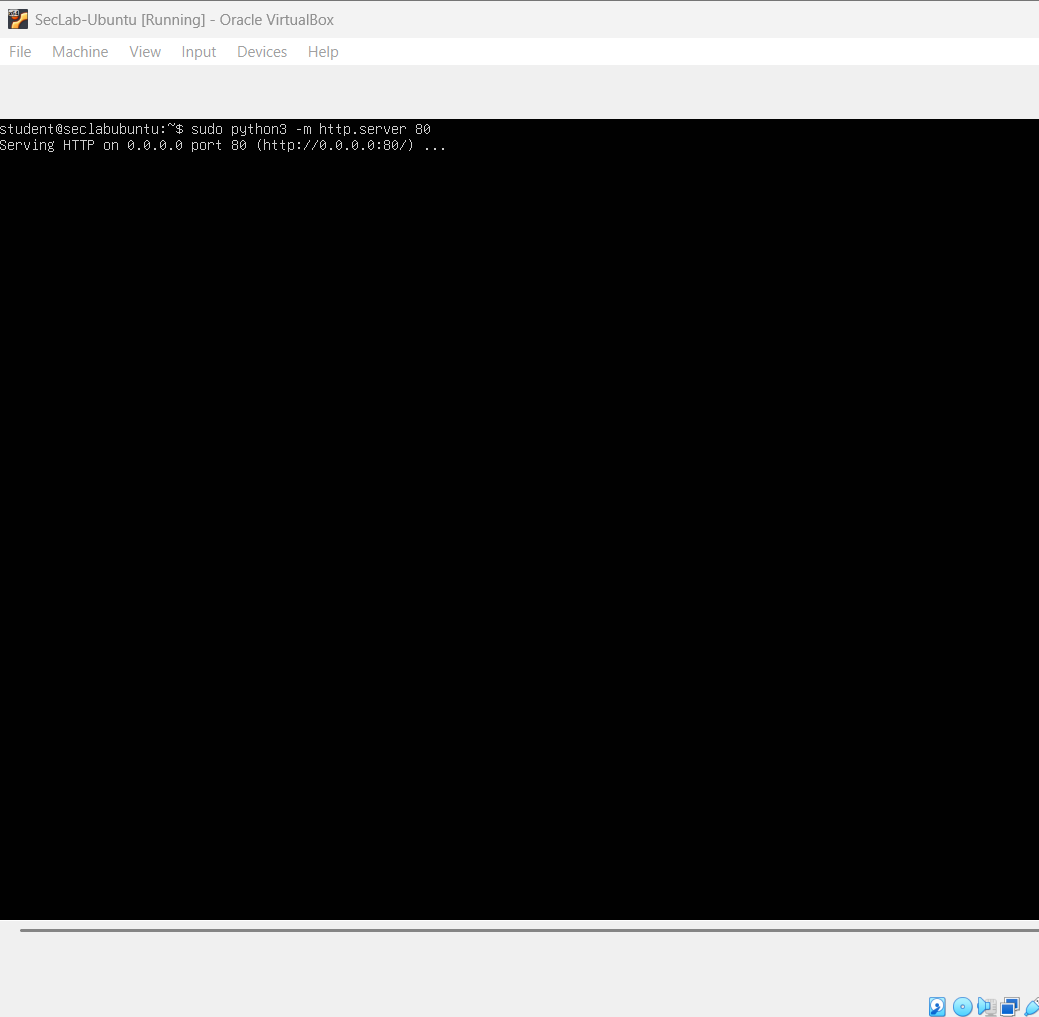 SecLab-Ubuntu [Running] - Oracle VirtualBox
File Machine View Input Devices Help
student@seclabubuntu:~$ sudo python3 -m http.server 80
Serving HTTP on 0.0.0.0 port 80 (http://0.0.0.0:80/) ...